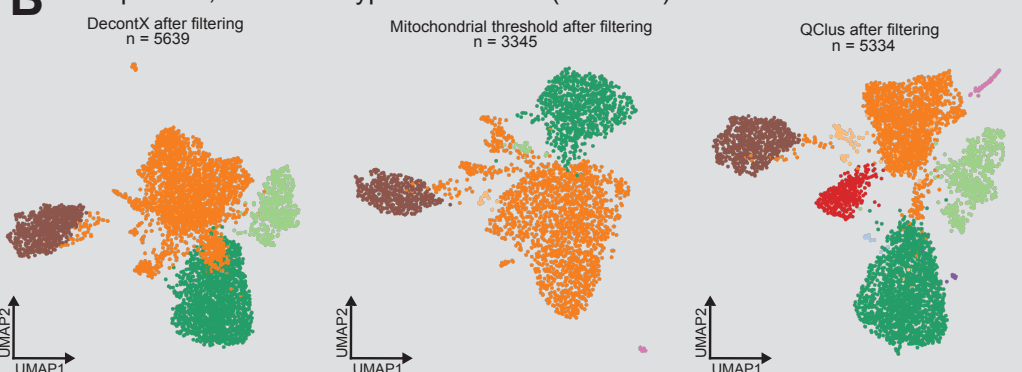 B
DecontX after filtering
n = 5639
Mitochondrial threshold after filtering
n = 3345
QClus after filtering
n = 5334
UMAP2
UMAP1
UMAP2
UMAP1
UMAP2
UMAP1